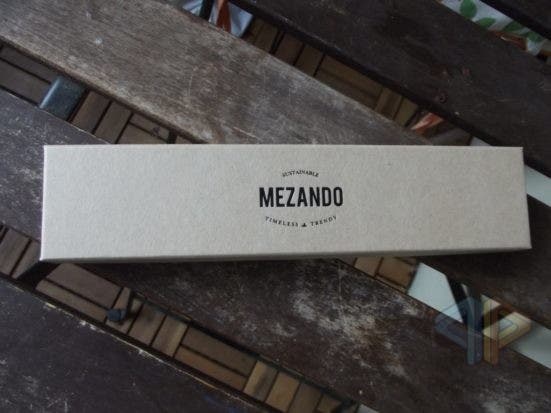 SUSTAINABLE
MEZANDO
TIMELESS & TRENDY